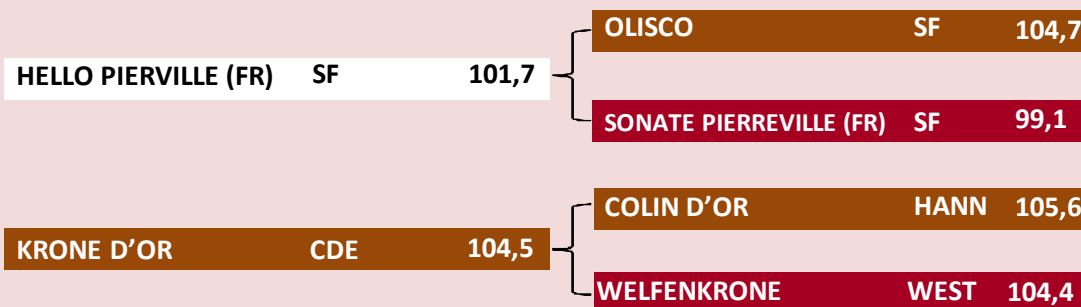 OLISCO SF 104,7
HELLO PIERVILLE (FR) SF 101,7
SONATE PIERREVILLE (FR) SF 99,1
COLIN D’OR HANN 105,6
KRONE D’OR CDE 104,5
WELFENKRONE WEST 104,4